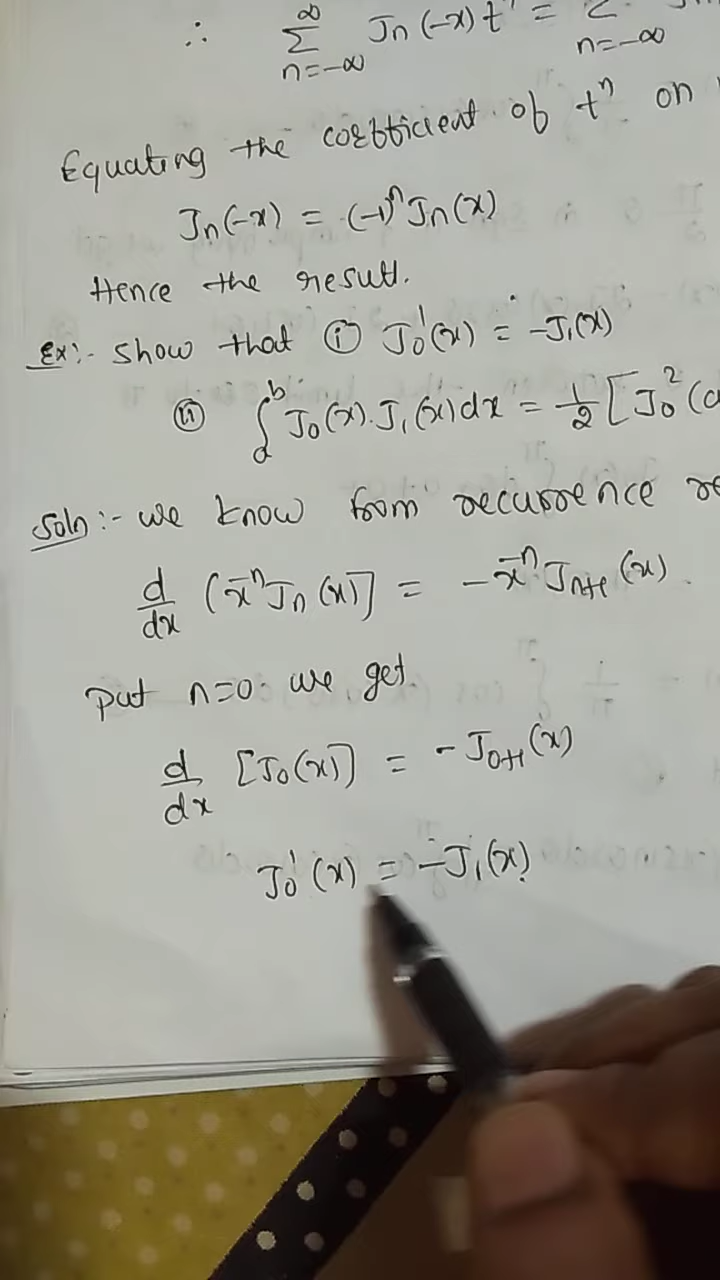 ∴ ∑_{n=-∞}^{∞} Jn(-x)t = ∑_{n=-∞}
Equating the coefficient of t^n on
Jn(-x) = (-1)^n Jn(x)
Hence the result.
Ex:- show that (i) J0'(x) = -J1(x)
(ii) ∫_a^b J0(x).J1(x)dx = 1/2 [J0^2(a
Soln:- we know from recurrence re
d/dx (x^-n Jn(x)] = -x^-n Jn+1(x).
Put n=0 we get
d/dx [J0(x)] = -J0+1(x)
J0'(x) = -J1(x).